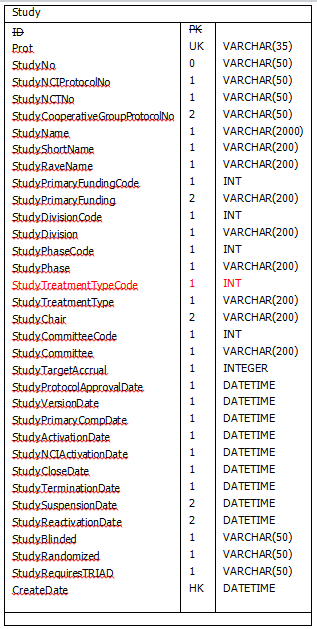 Study
ID PK
Prot UK VARCHAR(35)
StudyNo 0 VARCHAR(50)
StudyNCIProtocolNo 1 VARCHAR(50)
StudyNCTNo 1 VARCHAR(50)
StudyCooperativeGroupProtocolNo 2 VARCHAR(50)
StudyName 1 VARCHAR(2000)
StudyShortName 1 VARCHAR(200)
StudyRaveName 1 VARCHAR(200)
StudyPrimaryFundingCode 1 INT
StudyPrimaryFunding 2 VARCHAR(200)
StudyDivisionCode 1 INT
StudyDivision 1 VARCHAR(200)
StudyPhaseCode 1 INT
StudyPhase 1 VARCHAR(200)
StudyTreatmentTypeCode 1 INT
StudyTreatmentType 1 VARCHAR(200)
StudyChair 2 VARCHAR(200)
StudyCommitteeCode 1 INT
StudyCommittee 1 VARCHAR(200)
StudyTargetAccrual 1 INTEGER
StudyProtocolApprovalDate 1 DATETIME
StudyVersionDate 1 DATETIME
StudyPrimaryCompDate 1 DATETIME
StudyActivationDate 1 DATETIME
StudyNCIActivationDate 1 DATETIME
StudyCloseDate 1 DATETIME
StudyTerminationDate 1 DATETIME
StudySuspensionDate 2 DATETIME
StudyReactivationDate 2 DATETIME
StudyBlinded 1 VARCHAR(50)
StudyRandomized 1 VARCHAR(50)
StudyRequiresTRIAD 1 VARCHAR(50)
CreateDate HK DATETIME